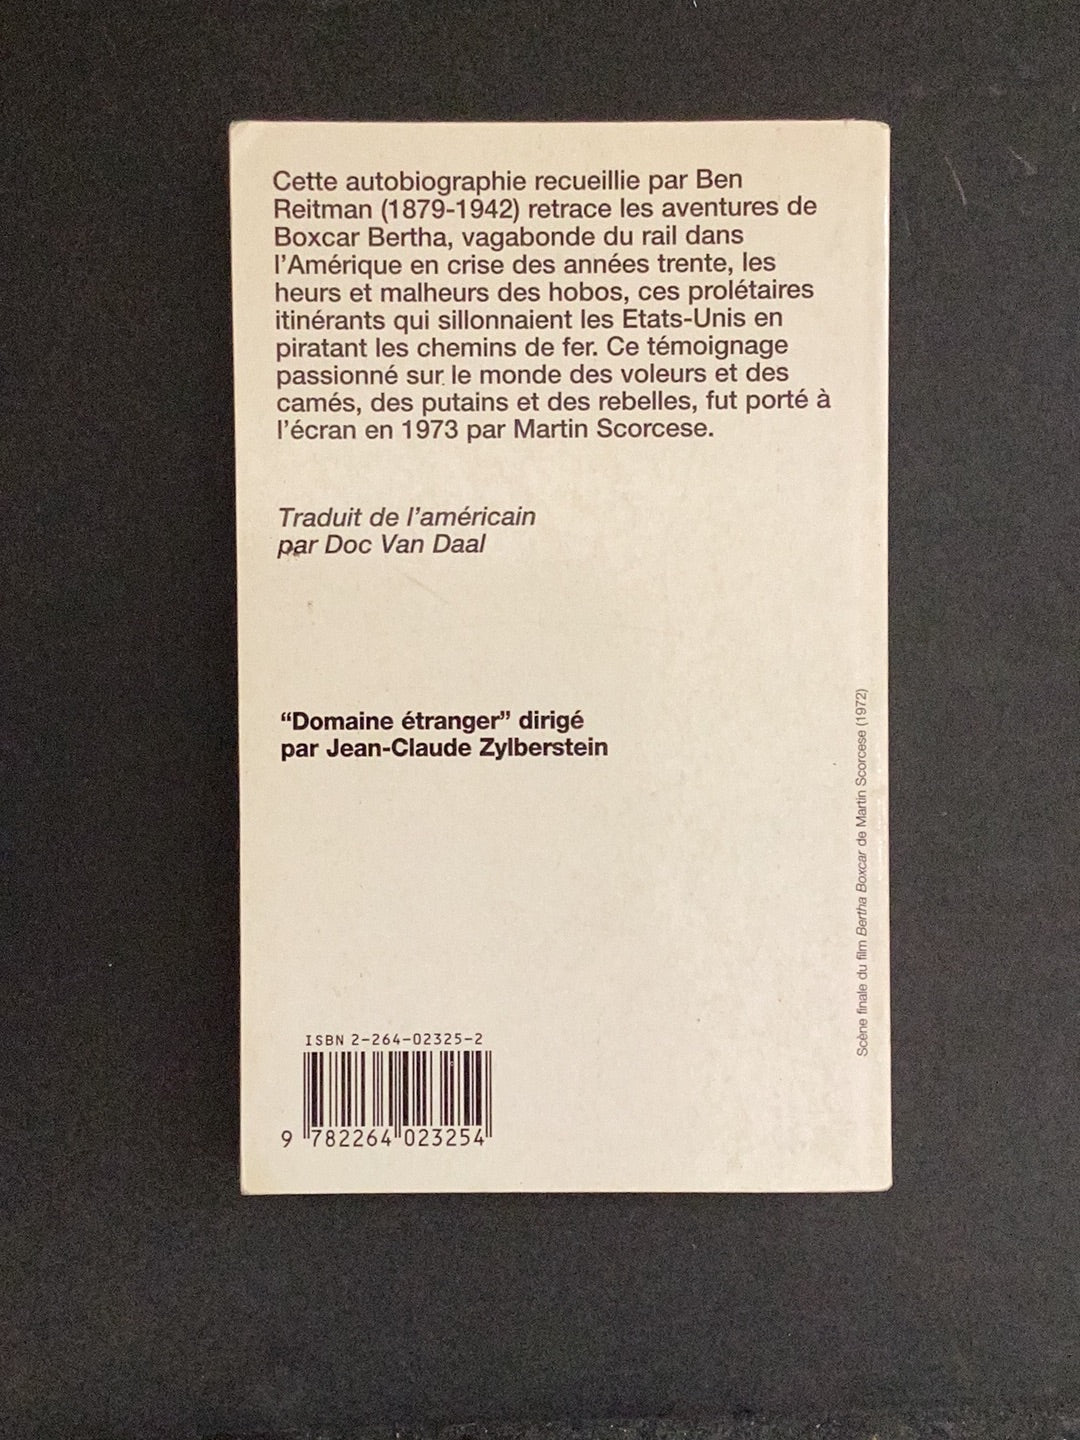 Cette autobiographie recueillie par Ben
Reitman (1879-1942) retrace les aventures de
Boxcar Bertha, vagabonde du rail dans
l'Amérique en crise des années trente, les
heurs et malheurs des hobos, ces prolétaires
itinérants qui sillonnaient les Etats-Unis en
piratant les chemins de fer. Ce témoignage
passionné sur le monde des voleurs et des
camés, des putains et des rebelles, fut porté à
l'écran en 1973 par Martin Scorcese.
Traduit de l'américain
par Doc Van Daal
“Domaine étranger” dirigé
par Jean-Claude Zylberstein
Scène finale du film Bertha Boxcar de Martin Scorcese (1972)
ISBN 2-264-02325-2
9 782264 023254